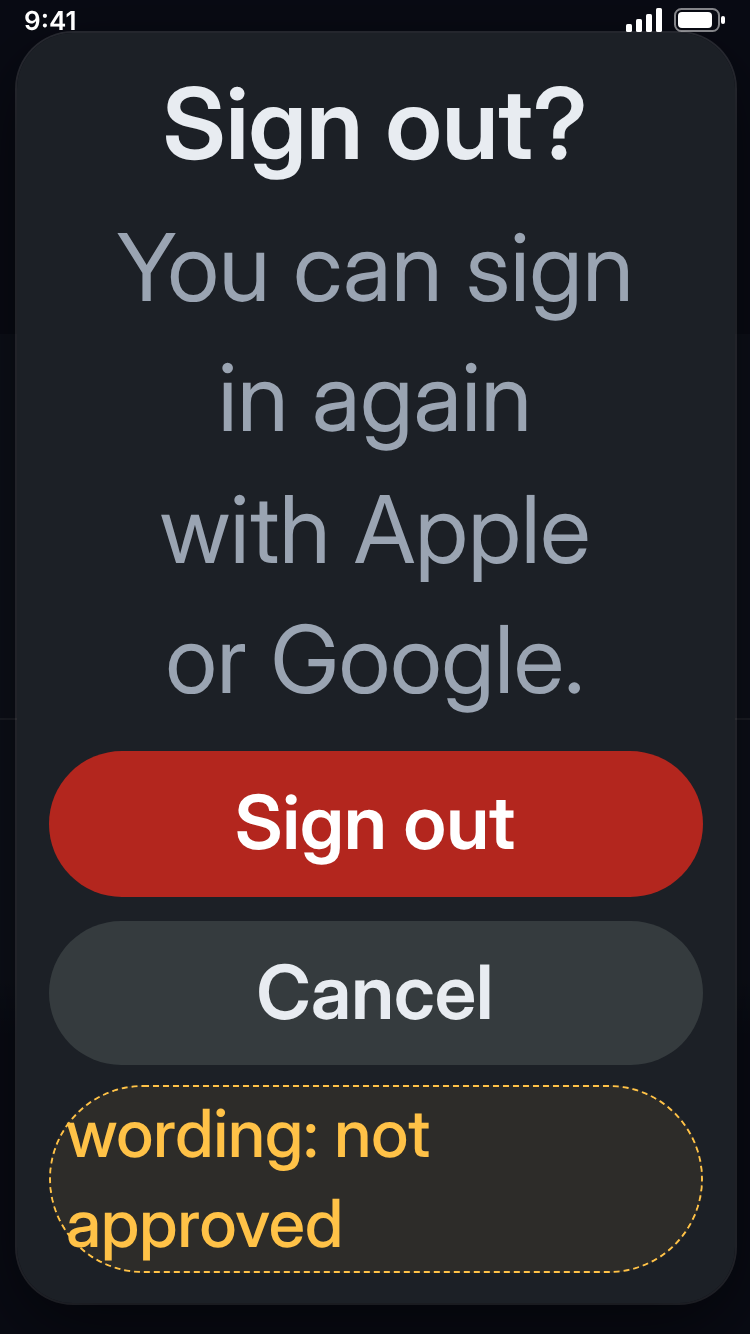 9:41
Sign out?
You can sign
in again
with Apple
or Google.
Sign out
Cancel
wording: not
approved